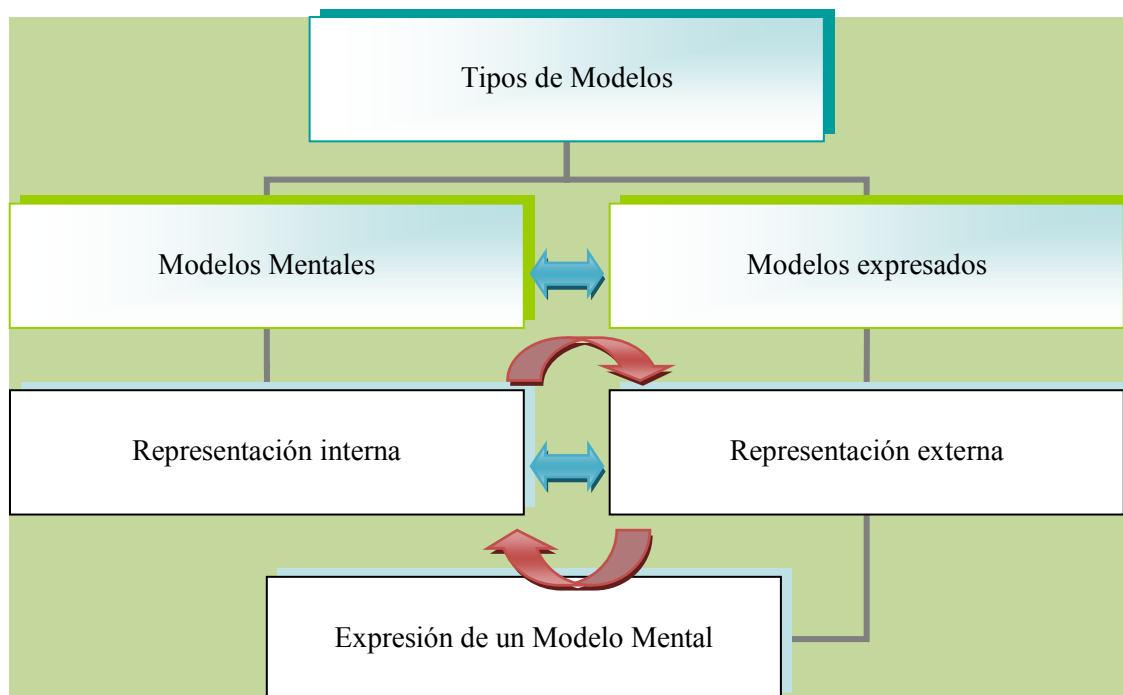 Tipos de Modelos
Modelos Mentales
Modelos expresados
Representación interna
Representación externa
Expresión de un Modelo Mental